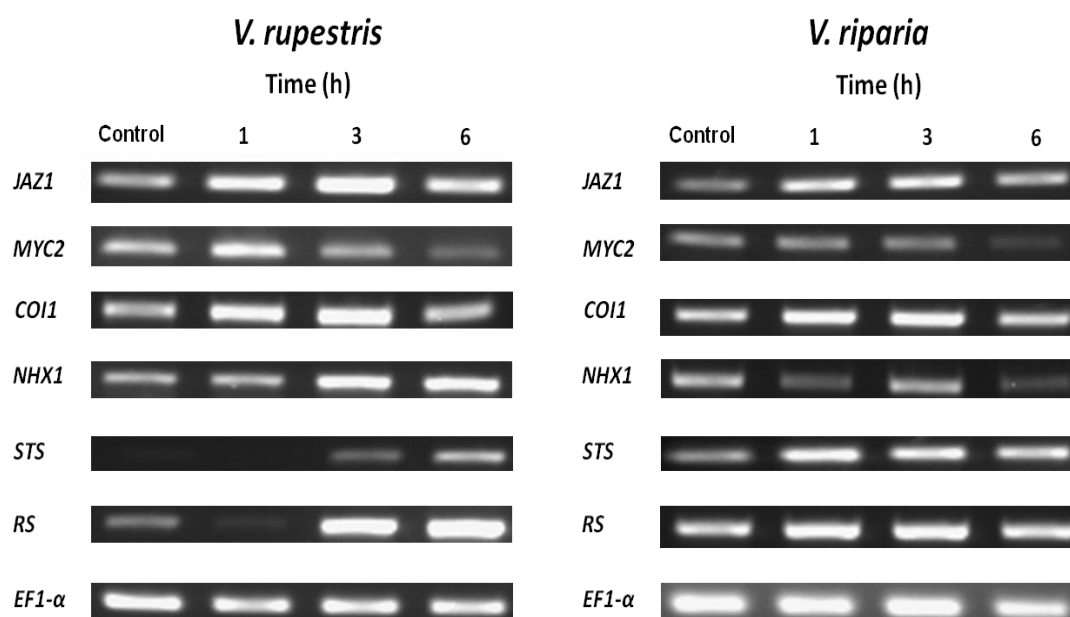 V. rupestris
Time (h)
Control 1 3 6
JAZ1
MYC2
COI1
NHX1
STS
RS
EF1-α
V. riparia
Time (h)
Control 1 3 6
JAZ1
MYC2
COI1
NHX1
STS
RS
EF1-α